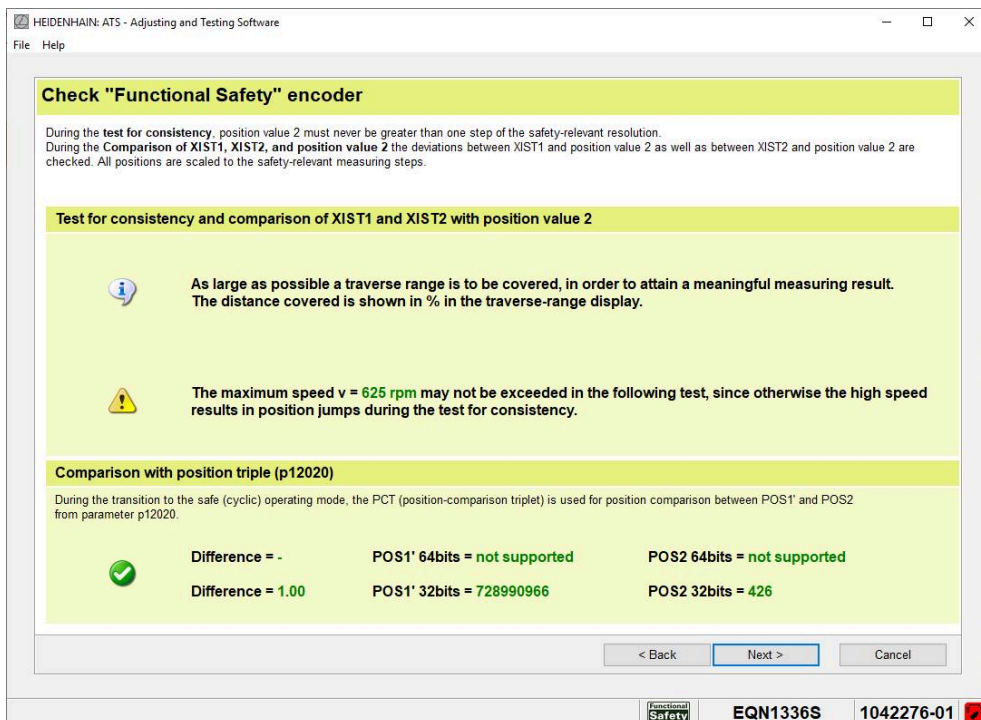 HEIDENHAIN: ATS - Adjusting and Testing Software
File Help
Check "Functional Safety" encoder
During the test for consistency, position value 2 must never be greater than one step of the safety-relevant resolution.
During the Comparison of XIST1, XIST2, and position value 2 the deviations between XIST1 and position value 2 as well as between XIST2 and position value 2 are
checked. All positions are scaled to the safety-relevant measuring steps.
Test for consistency and comparison of XIST1 and XIST2 with position value 2
As large as possible a traverse range is to be covered, in order to attain a meaningful measuring result.
The distance covered is shown in % in the traverse-range display.
The maximum speed v = 625 rpm may not be exceeded in the following test, since otherwise the high speed
results in position jumps during the test for consistency.
Comparison with position triple (p12020)
During the transition to the safe (cyclic) operating mode, the PCT (position-comparison triplet) is used for position comparison between POS1' and POS2
from parameter p12020.
Difference = - POS1' 64bits = not supported POS2 64bits = not supported
Difference = 1.00 POS1' 32bits = 728990966 POS2 32bits = 426
< Back Next > Cancel
Functional
Safety EQN1336S 1042276-01